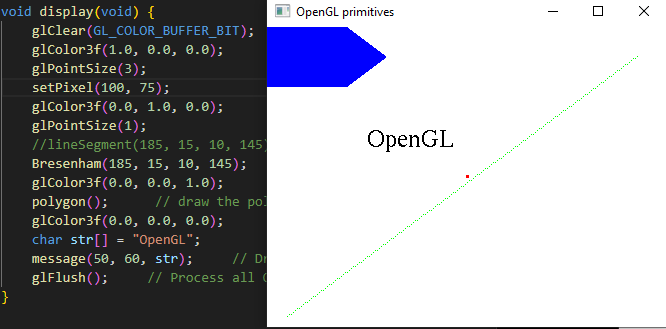 void display(void) {
glClear(GL_COLOR_BUFFER_BIT);
glColor3f(1.0, 0.0, 0.0);
glPointSize(3);
setPixel(100, 75);
glColor3f(0.0, 1.0, 0.0);
glPointSize(1);
//lineSegment(185, 15, 10, 145)
Bresenham(185, 15, 10, 145);
glColor3f(0.0, 0.0, 1.0);
polygon(); // draw the pol
glColor3f(0.0, 0.0, 0.0);
char str[] = "OpenGL";
message(50, 60, str); // Dr
glFlush(); // Process all
}
OpenGL primitives
OpenGL